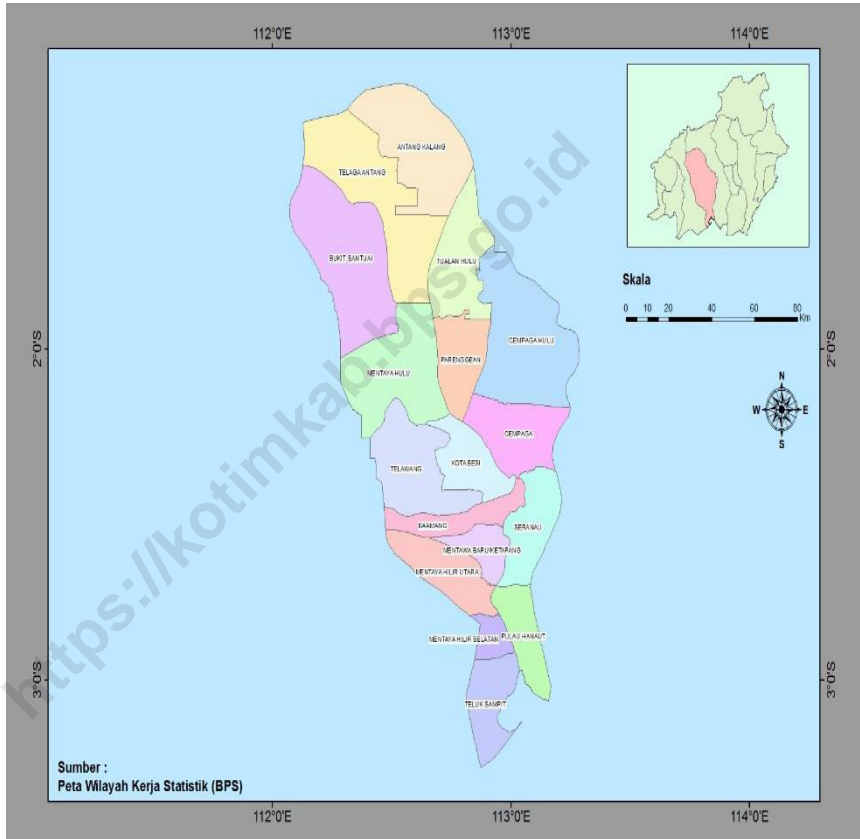 112°0'E 113°0'E 114°0'E
ANTANG KALANG
TELAGA ANTANG
BUKIT SANTUAI
TUALAN HULU
Skala
0 10 20 40 60 80
Km
CEMPAGA HULU
2°0'S 2°0'S
PARENGGEAN
MENTAYA HULU
N
W E
S
CEMPAGA
KOTA BESI
TELAWANG
BAAMANG
SERANAU
MENTAWA BARU/KETAPANG
MENTAYA HILIR UTARA
MENTAYA HILIR SELATAN
PULAU HANAUT
3°0'S 3°0'S
TELUK SAMPIT
Sumber :
Peta Wilayah Kerja Statistik (BPS)
112°0'E 113°0'E 114°0'E
https://kotimkab.bps.go.id